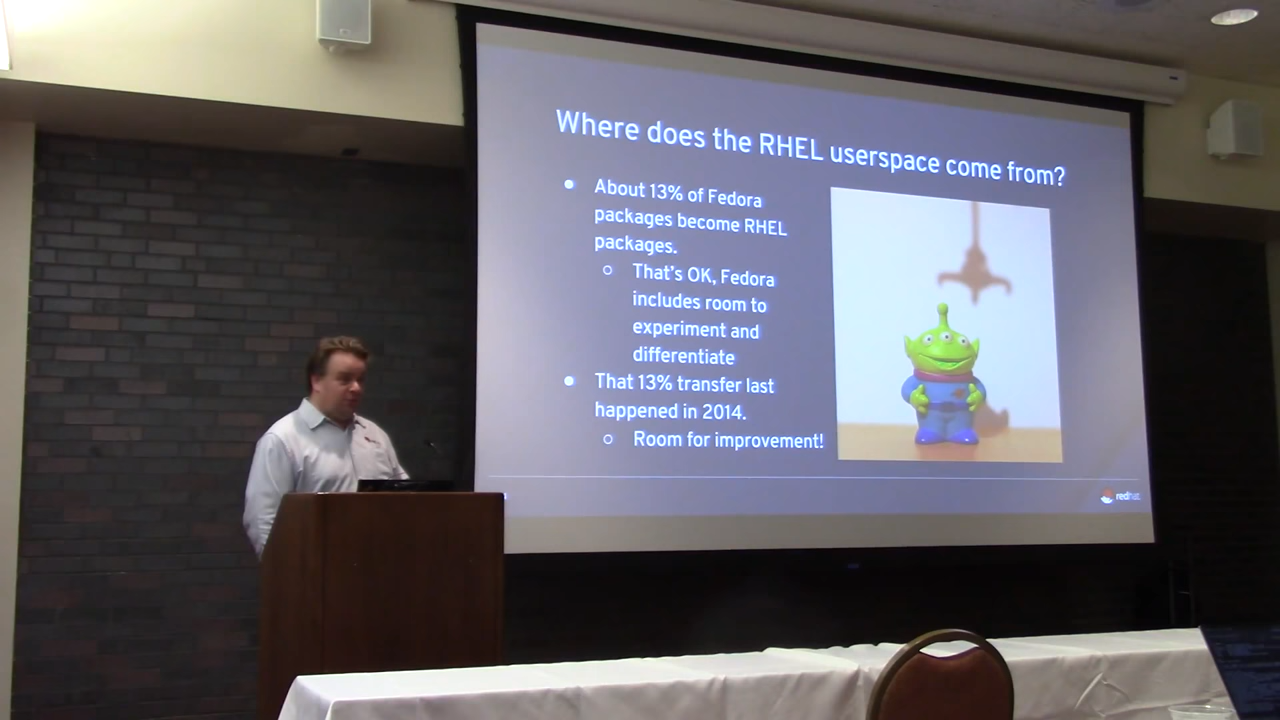 Where does the RHEL userspace come from?
● About 13% of Fedora
packages become RHEL
packages.
○ That's OK, Fedora
includes room to
experiment and
differentiate
● That 13% transfer last
happened in 2014.
○ Room for improvement!
redhat